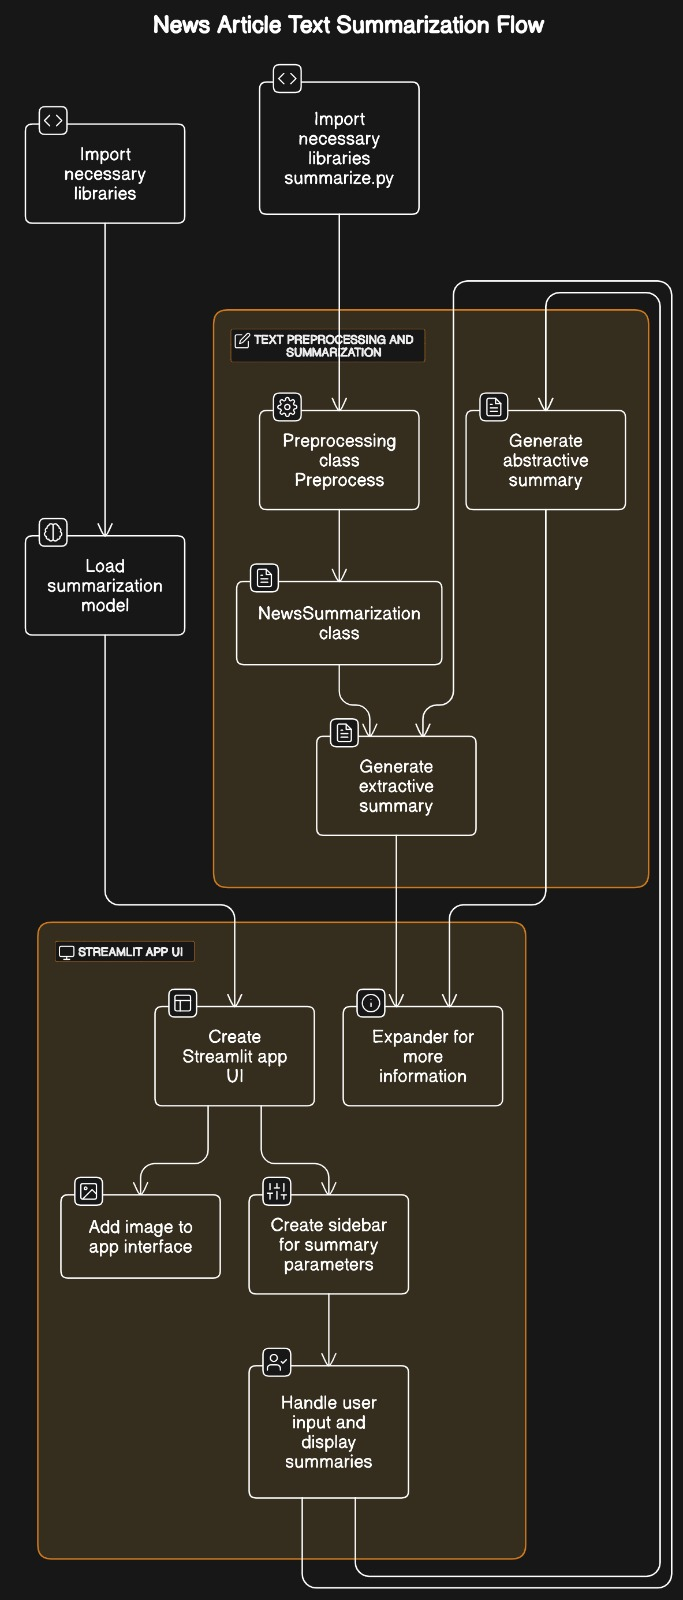 News Article Text Summarization Flow
Import
necessary
libraries
summarize.py
Import
necessary
libraries
TEXT PREPROCESSING AND
SUMMARIZATION
Preprocessing
class
Preprocess
Generate
abstractive
summary
Load
summarization
model
NewsSummarization
class
Generate
extractive
summary
STREAMLIT APP UI
Create
Streamlit app
UI
Expander for
more
information
Add image to
app interface
Create sidebar
for summary
parameters
Handle user
input and
display
summaries